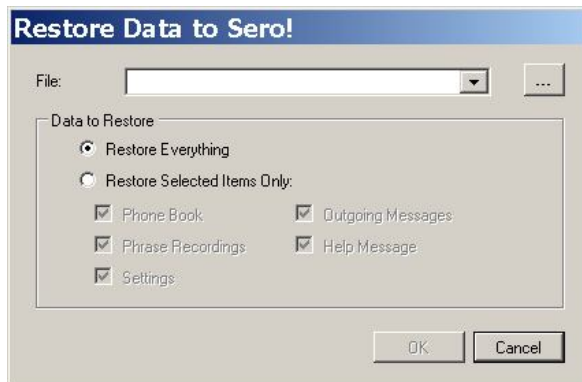 Restore Data to Sero!
File:
...
Data to Restore
Restore Everything
Restore Selected Items Only:
Phone Book
Outgoing Messages
Phrase Recordings
Help Message
Settings
OK
Cancel